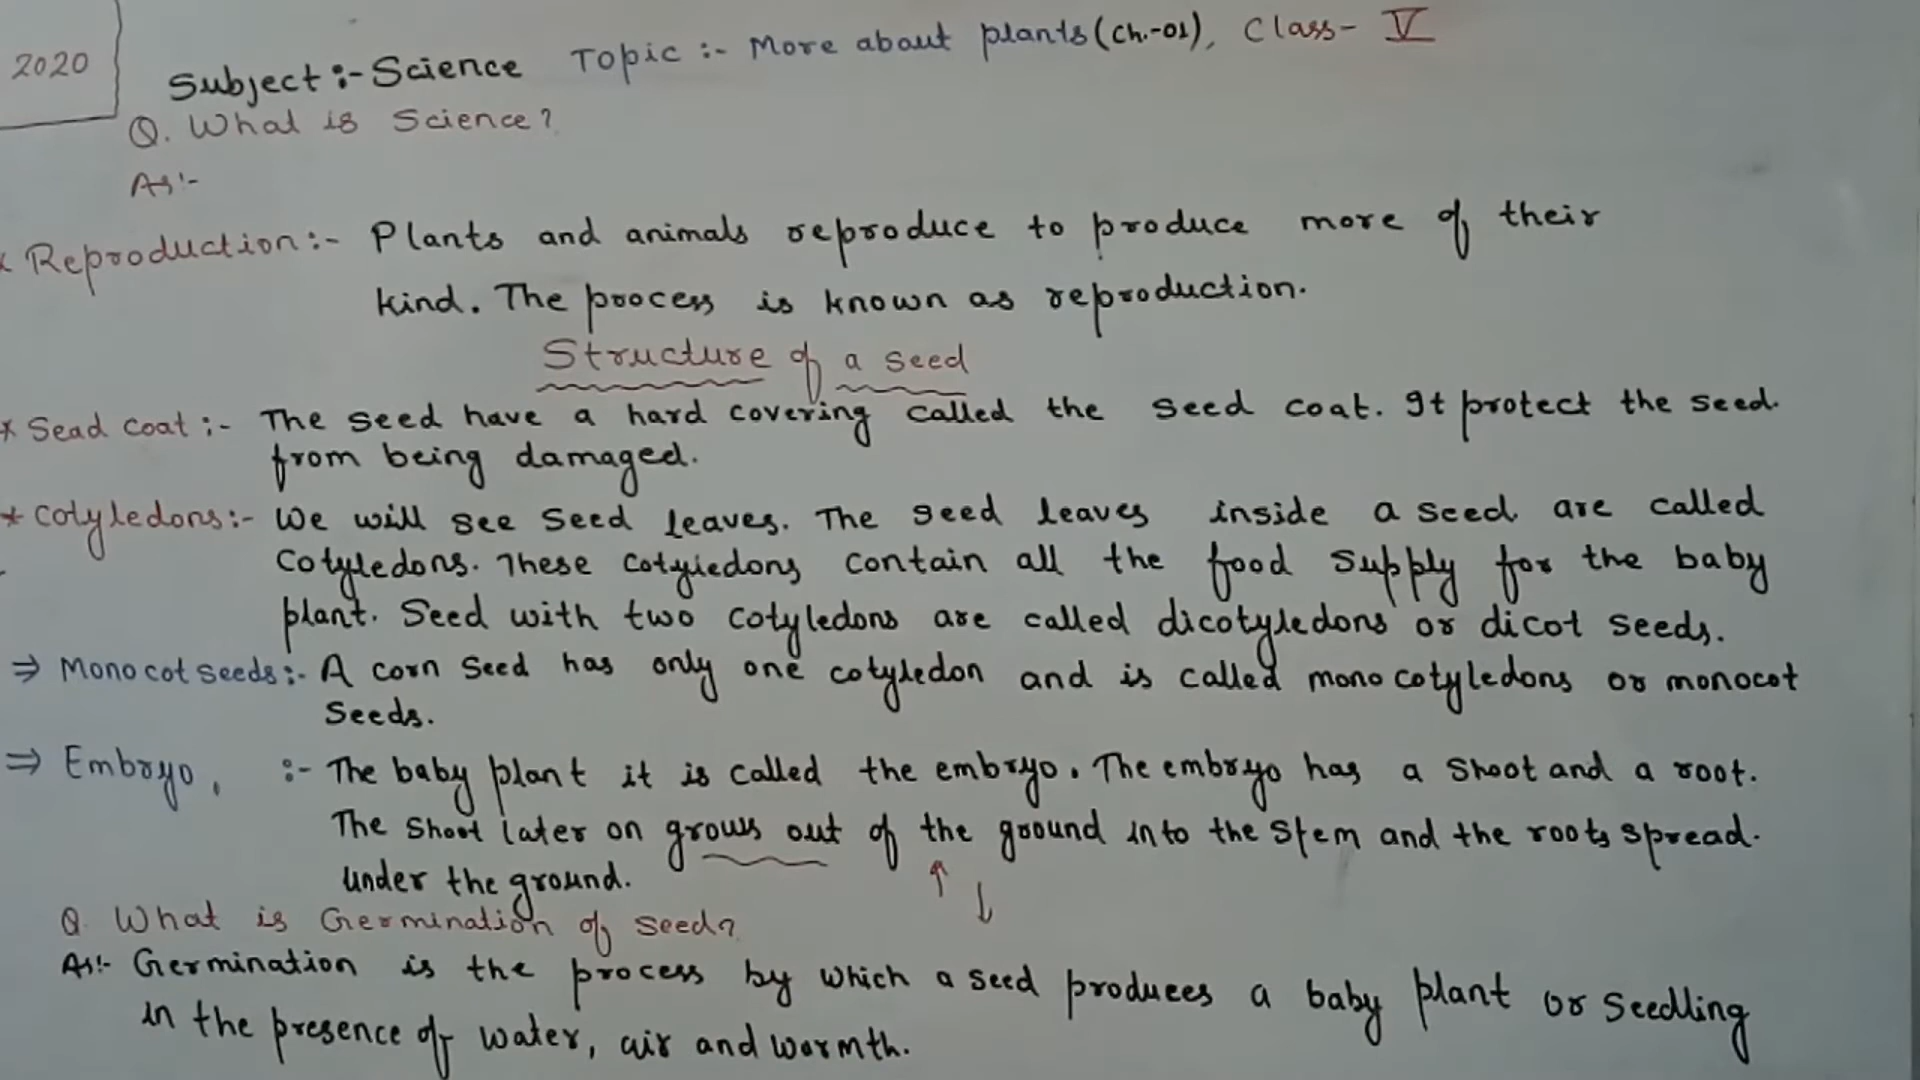 2020
Subject :- Science Topic :- More about plants (Ch.-01), Class - V
Q. What is Science?
As:-
* Reproduction :- Plants and animals reproduce to produce more of their
kind. The process is known as reproduction.
Structure of a seed
* Sead coat :- The seed have a hard covering called the seed coat. It protect the seed.
from being damaged.
* Cotyledons :- We will see seed leaves. The seed leaves inside a seed are called
cotyledons. These cotyiedons contain all the food supply for the baby
plant. Seed with two cotyledons are called dicotyledons or dicot seeds.
⇒ Monocot seeds :- A corn seed has only one cotyledon and is called mono cotyledons or monocot
seeds.
⇒ Embryo, :- The baby plant it is called the embryo. The embryo has a shoot and a root.
The shoot later on grows out of the ground into the stem and the roots spread.
under the ground.
↑ ↓
Q. What is Germination of seed?
As:- Germination is the process by which a seed produces a baby plant or seedling
in the presence of water, air and warmth.